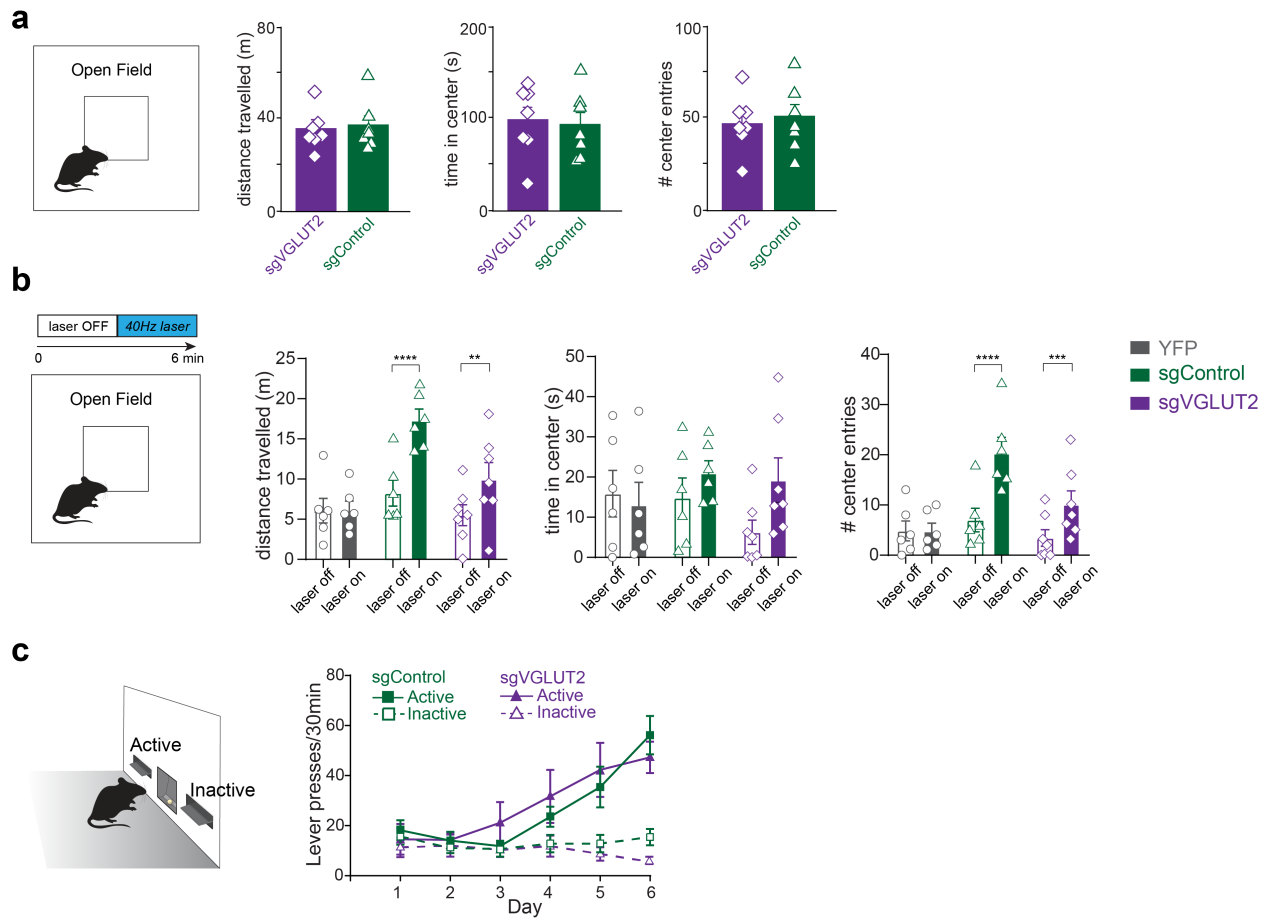 a
Open Field
distance travelled (m)
80
40
0
sgVGLUT2
sgControl
time in center (s)
200
100
0
sgVGLUT2
sgControl
# center entries
100
50
0
sgVGLUT2
sgControl
b
laser OFF
40Hz laser
0
6 min
Open Field
distance travelled (m)
25
20
15
10
5
0
****
**
laser off
laser on
laser off
laser on
laser off
laser on
time in center (s)
50
40
30
20
10
0
laser off
laser on
laser off
laser on
laser off
laser on
# center entries
40
30
20
10
0
****
***
laser off
laser on
laser off
laser on
laser off
laser on
YFP
sgControl
sgVGLUT2
c
Active
Inactive
Lever presses/30min
80
60
40
20
0
sgControl
Active
Inactive
sgVGLUT2
Active
Inactive
1
2
3
4
5
6
Day